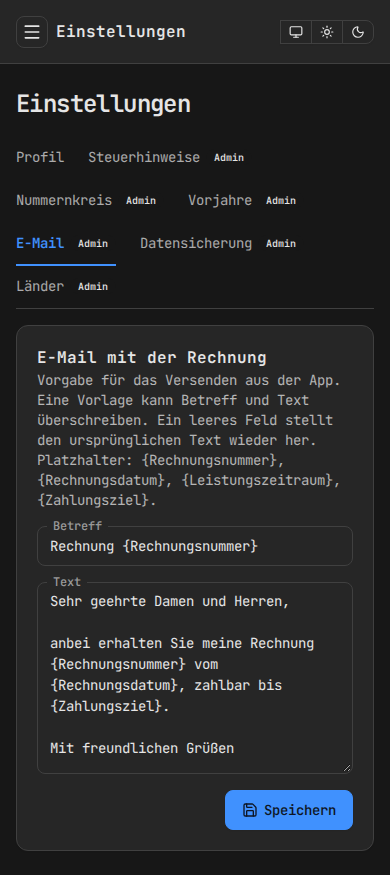 Einstellungen
Einstellungen
Profil Steuerhinweise Admin
Nummernkreis Admin Vorjahre Admin
E-Mail Admin Datensicherung Admin
Länder Admin
E-Mail mit der Rechnung
Vorgabe für das Versenden aus der App.
Eine Vorlage kann Betreff und Text
überschreiben. Ein leeres Feld stellt
den ursprünglichen Text wieder her.
Platzhalter: {Rechnungsnummer},
{Rechnungsdatum}, {Leistungszeitraum},
{Zahlungsziel}.
Betreff
Rechnung {Rechnungsnummer}
Text
Sehr geehrte Damen und Herren,
anbei erhalten Sie meine Rechnung
{Rechnungsnummer} vom
{Rechnungsdatum}, zahlbar bis
{Zahlungsziel}.
Mit freundlichen Grüßen
Speichern